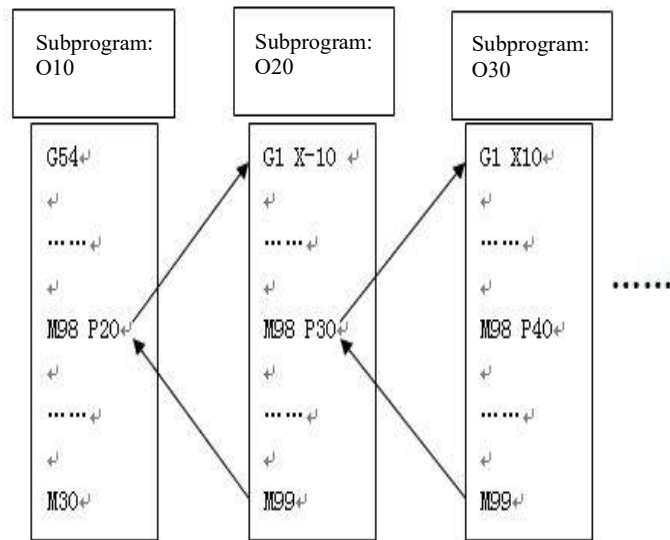 Subprogram:
O10
G54↵
↵
……↵
↵
M98 P20↵
↵
……↵
↵
M30↵
Subprogram:
O20
G1 X-10 ↵
↵
……↵
↵
M98 P30↵
↵
……↵
↵
M99↵
Subprogram:
O30
G1 X10↵
↵
……↵
↵
M98 P40↵
↵
……↵
↵
M99↵
……